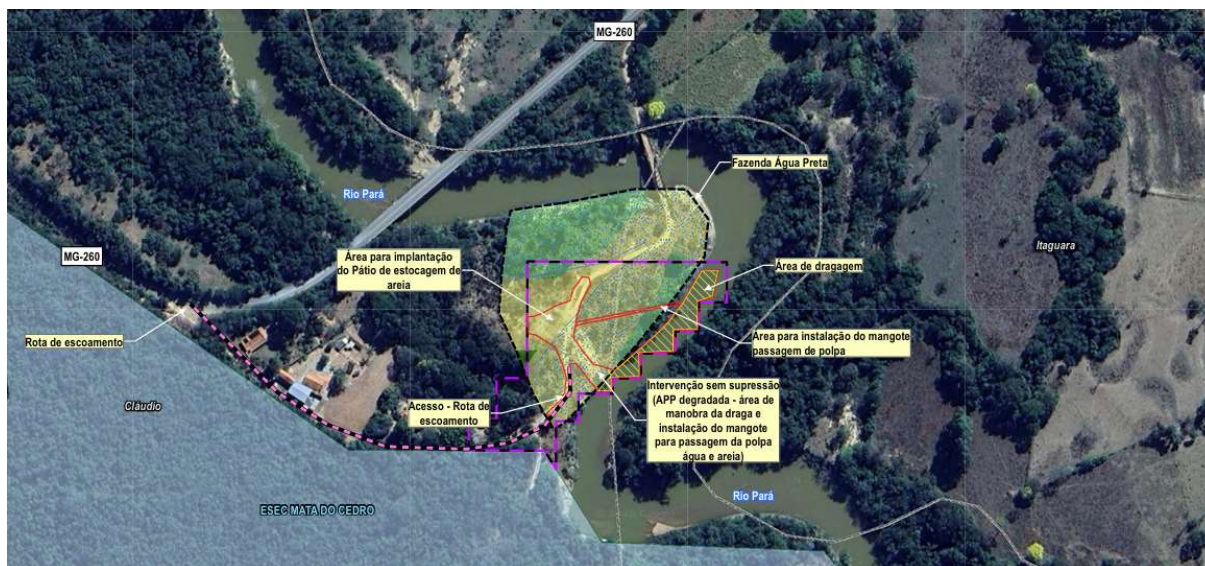 MG-260
Fazenda Água Preta
Rio Pará
Itaguara
MG-260
Área para implantação
do Pátio de estocagem de
areia
Área de dragagem
Rota de escoamento
Área para instalação do mangote
passagem de polpa
Cláudio
Acesso - Rota de
escoamento
Intervenção sem supressão
(APP degradada - área de
manobra da draga e
instalação do mangote
para passagem da polpa
água e areia)
Rio Pará
ESEC MATA DO CEDRO